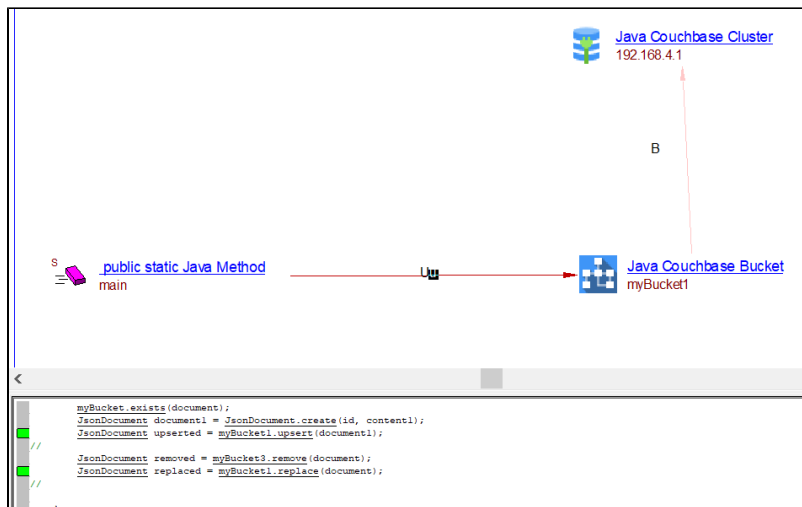 Java Couchbase Cluster
192.168.4.1
B
S
public static Java Method
main
Java Couchbase Bucket
myBucket1
myBucket.exists(document);
JsonDocument document1 = JsonDocument.create(id, content1);
JsonDocument upserted = myBucket1.upsert(document1);
//
JsonDocument removed = myBucket3.remove(document);
JsonDocument replaced = myBucket1.replace(document);
//